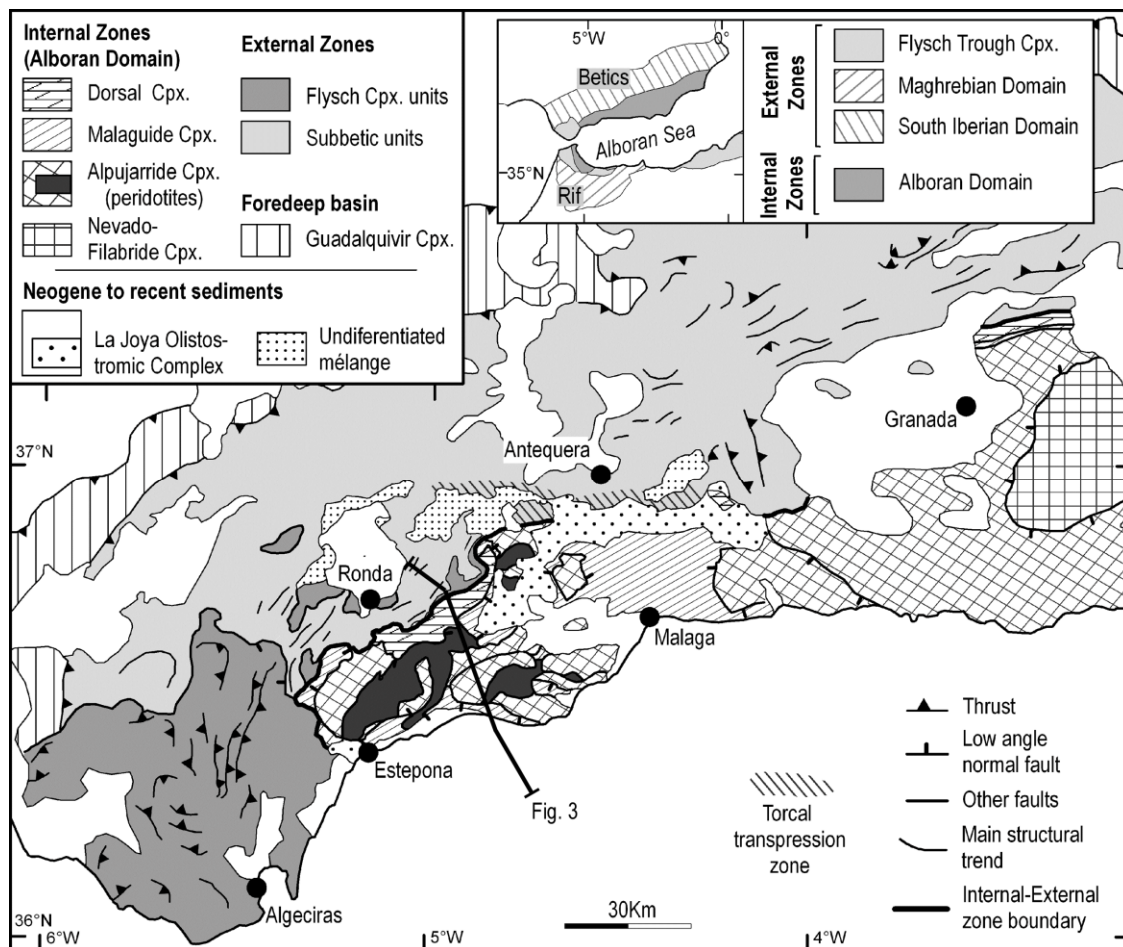 Internal Zones
(Alboran Domain)
Dorsal Cpx.
Malaguide Cpx.
Alpujarride Cpx.
(peridotites)
Nevado-
Filabride Cpx.
External Zones
Flysch Cpx. units
Subbetic units
Foredeep basin
Guadalquivir Cpx.
Neogene to recent sediments
La Joya Olistos-
tromic Complex
Undiferentiated
mélange
5°W
0°
Betics
Alboran Sea
35°N
Rif
External
Zones
Flysch Trough Cpx.
Maghrebian Domain
South Iberian Domain
Internal
Zones
Alboran Domain
Granada
Antequera
37°N
Ronda
Malaga
Estepona
Fig. 3
Algeciras
Torcal
transpression
zone
Thrust
Low angle
normal fault
Other faults
Main structural
trend
Internal-External
zone boundary
30Km
36°N
6°W
5°W
4°W